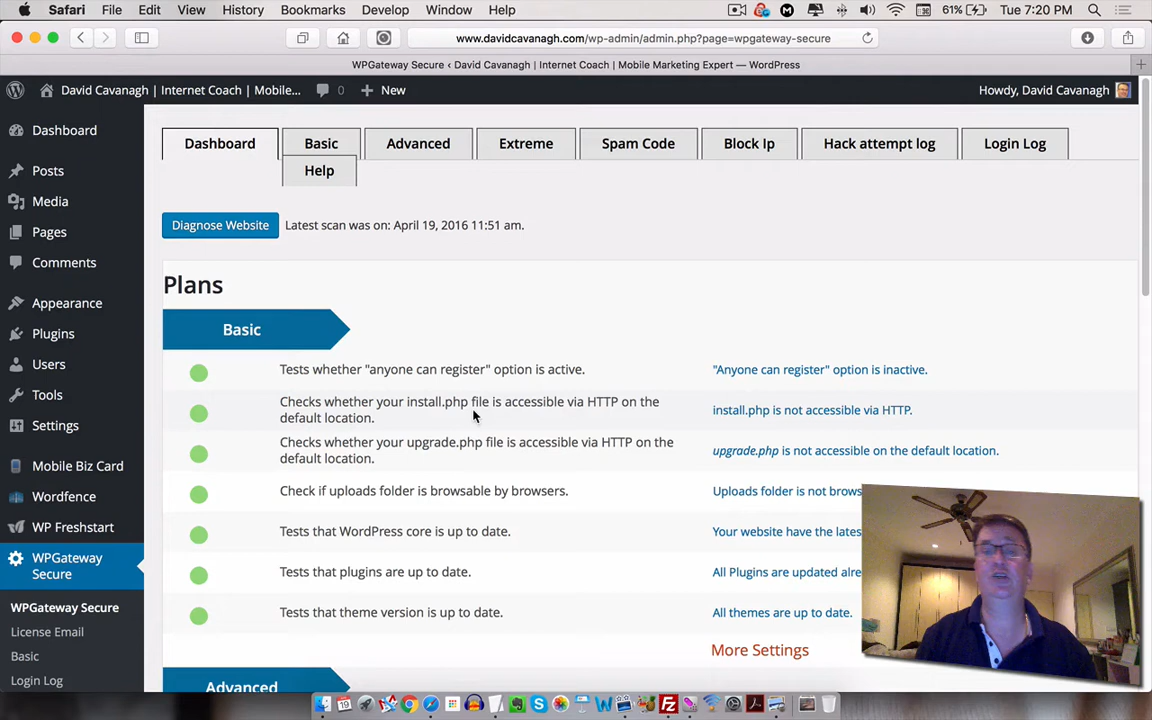 Safari File Edit View History Bookmarks Develop Window Help 61% Tue 7:20 PM
www.davidcavanagh.com/wp-admin/admin.php?page=wpgateway-secure
WPGateway Secure ‹ David Cavanagh | Internet Coach | Mobile Marketing Expert — WordPress
David Cavanagh | Internet Coach | Mobile... 0 + New Howdy, David Cavanagh
Dashboard
Posts
Media
Pages
Comments
Appearance
Plugins
Users
Tools
Settings
Mobile Biz Card
Wordfence
WP Freshstart
WPGateway
Secure
WPGateway Secure
License Email
Basic
Login Log
Dashboard Basic Advanced Extreme Spam Code Block Ip Hack attempt log Login Log
Help
Diagnose Website Latest scan was on: April 19, 2016 11:51 am.
Plans
Basic
Tests whether "anyone can register" option is active. "Anyone can register" option is inactive.
Checks whether your install.php file is accessible via HTTP on the
default location.
install.php is not accessible via HTTP.
Checks whether your upgrade.php file is accessible via HTTP on the
default location.
upgrade.php is not accessible on the default location.
Check if uploads folder is browsable by browsers. Uploads folder is not brows
Tests that WordPress core is up to date. Your website have the lates
Tests that plugins are up to date. All Plugins are updated alre
Tests that theme version is up to date. All themes are up to date.
More Settings
Advanced